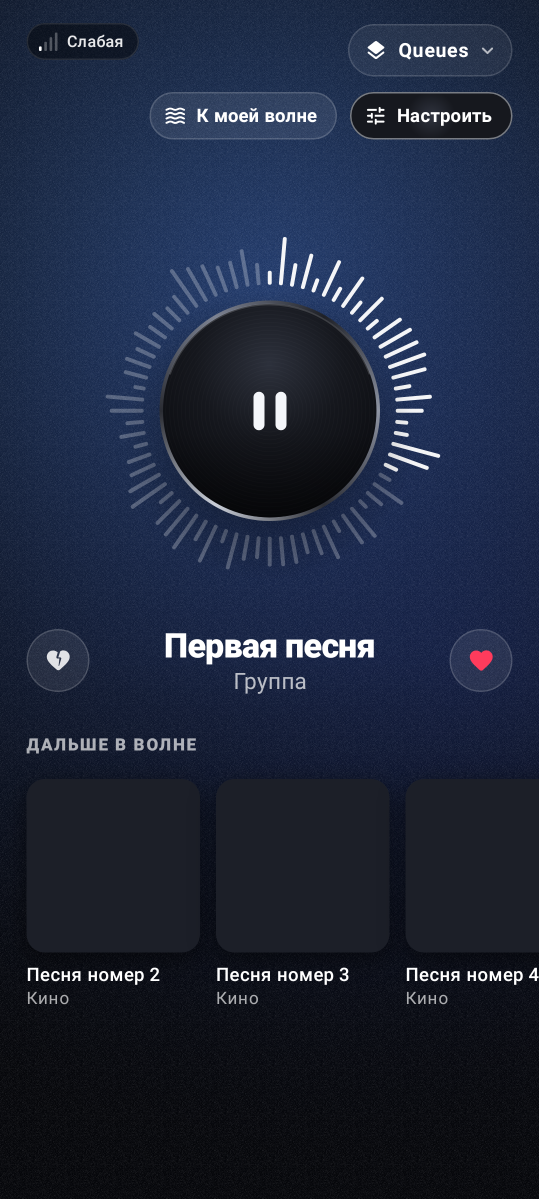 Слабая
Queues
К моей волне
Настроить
Первая песня
Группа
ДАЛЬШЕ В ВОЛНЕ
Песня номер 2
Кино
Песня номер 3
Кино
Песня номер 4
Кино